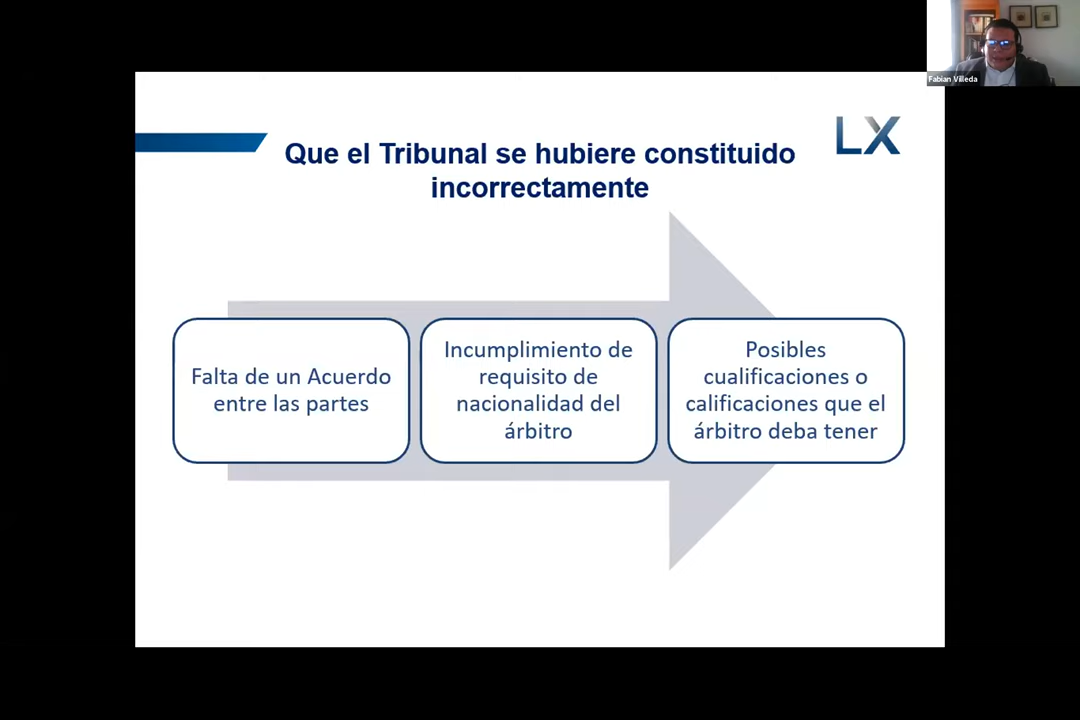 Fabian Villeda
LX
Que el Tribunal se hubiere constituido
incorrectamente
Falta de un Acuerdo
entre las partes
Incumplimiento de
requisito de
nacionalidad del
árbitro
Posibles
cualificaciones o
calificaciones que el
árbitro deba tener